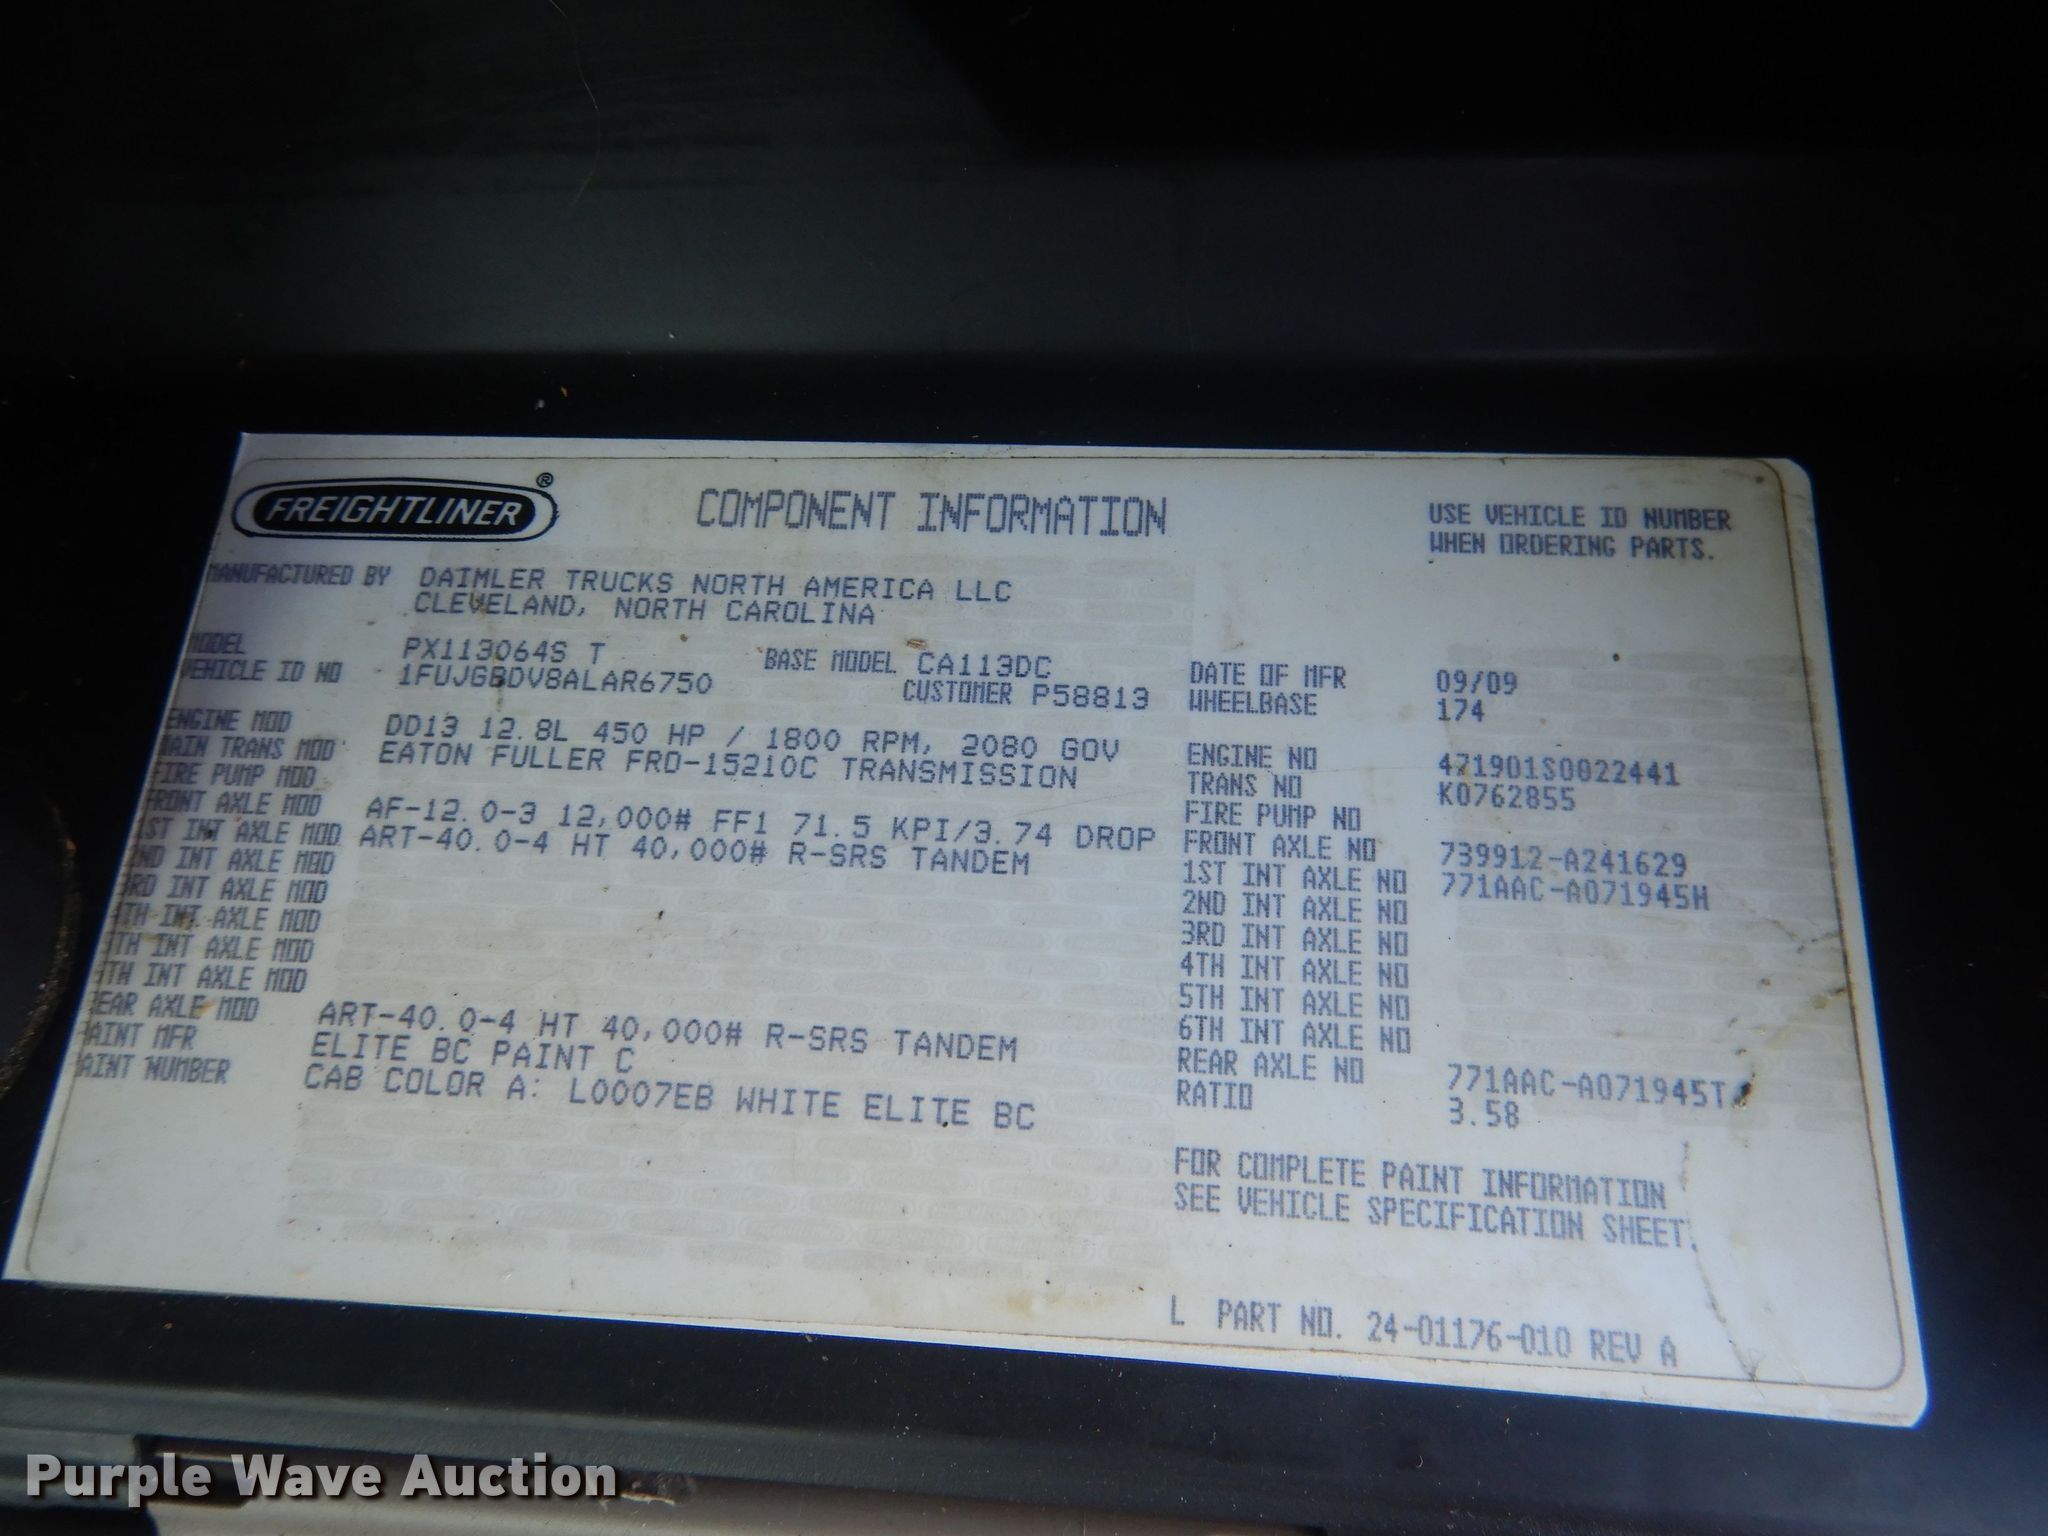 FREIGHTLINER®
COMPONENT INFORMATION
USE VEHICLE ID NUMBER
WHEN ORDERING PARTS.
MANUFACTURED BY DAIMLER TRUCKS NORTH AMERICA LLC
CLEVELAND, NORTH CAROLINA
MODEL PX113064S T BASE MODEL CA113DC DATE OF MFR 09/09
VEHICLE ID NO 1FUJGBDV8ALAR6750 CUSTOMER P58813 WHEELBASE 174
ENGINE MOD DD13 12.8L 450 HP / 1800 RPM, 2080 GOV ENGINE NO 471901S0022441
MAIN TRANS MOD EATON FULLER FRO-15210C TRANSMISSION TRANS NO K0762855
FIRE PUMP MOD FIRE PUMP NO
FRONT AXLE MOD AF-12.0-3 12,000# FF1 71.5 KPI/3.74 DROP FRONT AXLE NO 739912-A241629
1ST INT AXLE MOD ART-40.0-4 HT 40,000# R-SRS TANDEM 1ST INT AXLE NO 771AAC-A071945H
2ND INT AXLE MOD 2ND INT AXLE NO
3RD INT AXLE MOD 3RD INT AXLE NO
4TH INT AXLE MOD 4TH INT AXLE NO
5TH INT AXLE MOD 5TH INT AXLE NO
6TH INT AXLE MOD 6TH INT AXLE NO
REAR AXLE MOD ART-40.0-4 HT 40,000# R-SRS TANDEM REAR AXLE NO 771AAC-A071945T
PAINT MFR ELITE BC PAINT C RATIO 3.58
PAINT NUMBER CAB COLOR A: L0007EB WHITE ELITE BC
FOR COMPLETE PAINT INFORMATION
SEE VEHICLE SPECIFICATION SHEET.
L PART NO. 24-01176-010 REV A
Purple Wave Auction